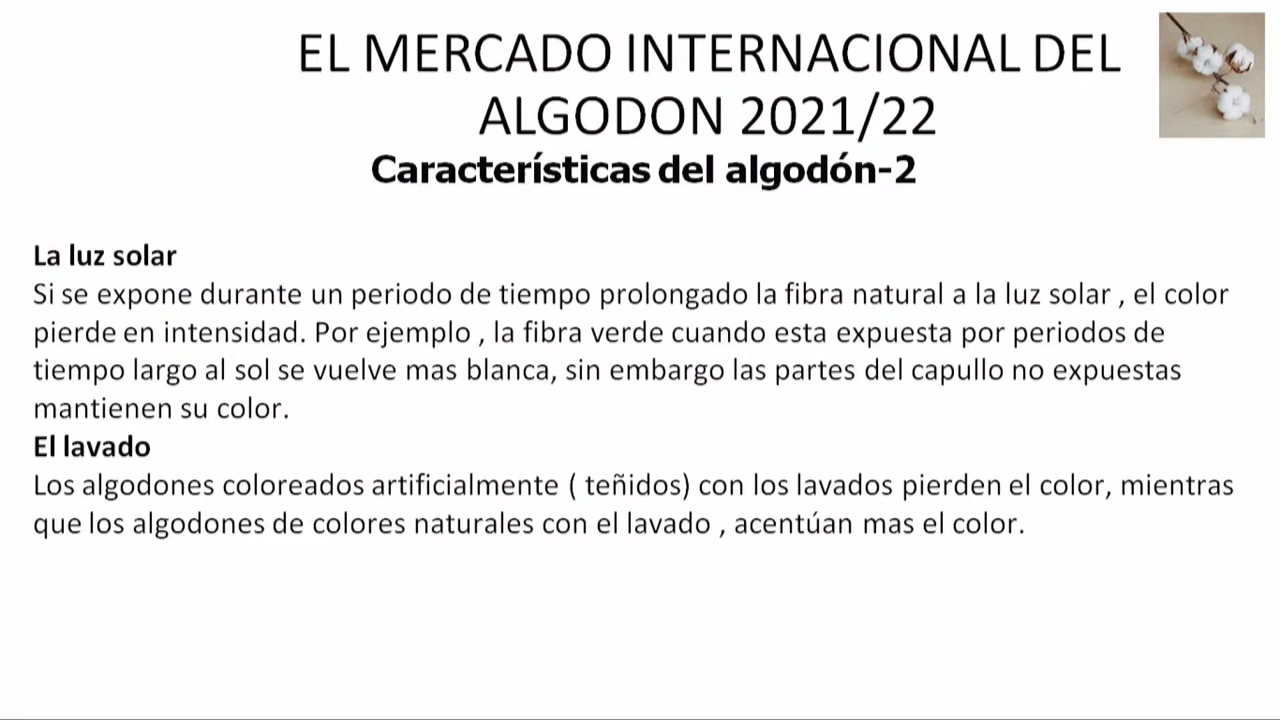 EL MERCADO INTERNACIONAL DEL
ALGODON 2021/22
Características del algodón-2
La luz solar
Si se expone durante un periodo de tiempo prolongado la fibra natural a la luz solar , el color
pierde en intensidad. Por ejemplo , la fibra verde cuando esta expuesta por periodos de
tiempo largo al sol se vuelve mas blanca, sin embargo las partes del capullo no expuestas
mantienen su color.
El lavado
Los algodones coloreados artificialmente ( teñidos) con los lavados pierden el color, mientras
que los algodones de colores naturales con el lavado , acentúan mas el color.